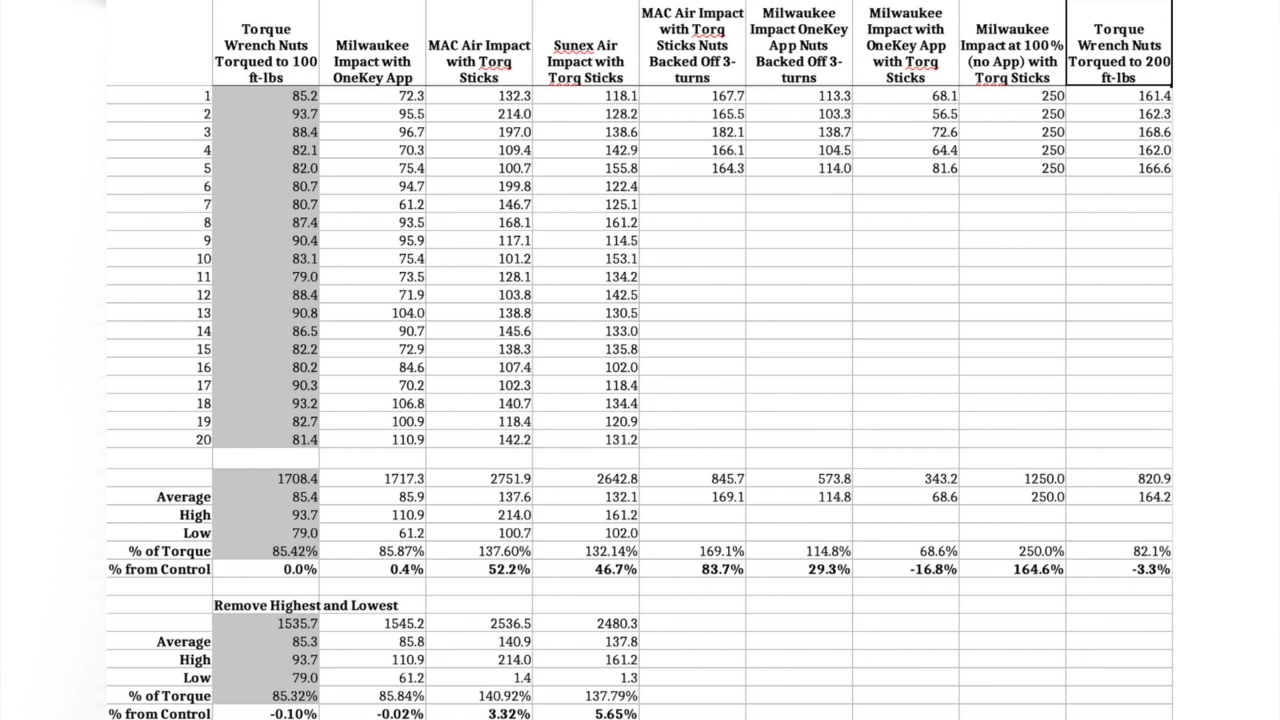 Torque Wrench Nuts Torqued to 100 ft-lbs | Milwaukee Impact with OneKey App | MAC Air Impact with Torq Sticks | Sunex Air Impact with Torq Sticks | MAC Air Impact with Torq Sticks Nuts Backed Off 3-turns | Milwaukee Impact OneKey App Nuts Backed Off 3-turns | Milwaukee Impact with OneKey App with Torq Sticks | Milwaukee Impact at 100% (no App) with Torq Sticks | Torque Wrench Nuts Torqued to 200 ft-lbs
1 85.2 72.3 132.3 118.1 167.7 113.3 68.1 250 161.4
2 93.7 95.5 214.0 128.2 165.5 103.3 56.5 250 162.3
3 88.4 96.7 197.0 138.6 182.1 138.7 72.6 250 168.6
4 82.1 70.3 109.4 142.9 166.1 104.5 64.4 250 162.0
5 82.0 75.4 100.7 155.8 164.3 114.0 81.6 250 166.6
6 80.7 94.7 199.8 122.4
7 80.7 61.2 146.7 125.1
8 87.4 93.5 168.1 161.2
9 90.4 95.9 117.1 114.5
10 83.1 75.4 101.2 153.1
11 79.0 73.5 128.1 134.2
12 88.4 71.9 103.8 142.5
13 90.8 104.0 138.8 130.5
14 86.5 90.7 145.6 133.0
15 82.2 72.9 138.3 135.8
16 80.2 84.6 107.4 102.0
17 90.3 70.2 102.3 118.4
18 93.2 106.8 140.7 134.4
19 82.7 100.9 118.4 120.9
20 81.4 110.9 142.2 131.2
1708.4 1717.3 2751.9 2642.8 845.7 573.8 343.2 1250.0 820.9
Average 85.4 85.9 137.6 132.1 169.1 114.8 68.6 250.0 164.2
High 93.7 110.9 214.0 161.2
Low 79.0 61.2 100.7 102.0
% of Torque 85.42% 85.87% 137.60% 132.14% 169.1% 114.8% 68.6% 250.0% 82.1%
% from Control 0.0% 0.4% 52.2% 46.7% 83.7% 29.3% -16.8% 164.6% -3.3%
Remove Highest and Lowest
1535.7 1545.2 2536.5 2480.3
Average 85.3 85.8 140.9 137.8
High 93.7 110.9 214.0 161.2
Low 79.0 61.2 1.4 1.3
% of Torque 85.32% 85.84% 140.92% 137.79%
% from Control -0.10% -0.02% 3.32% 5.65%